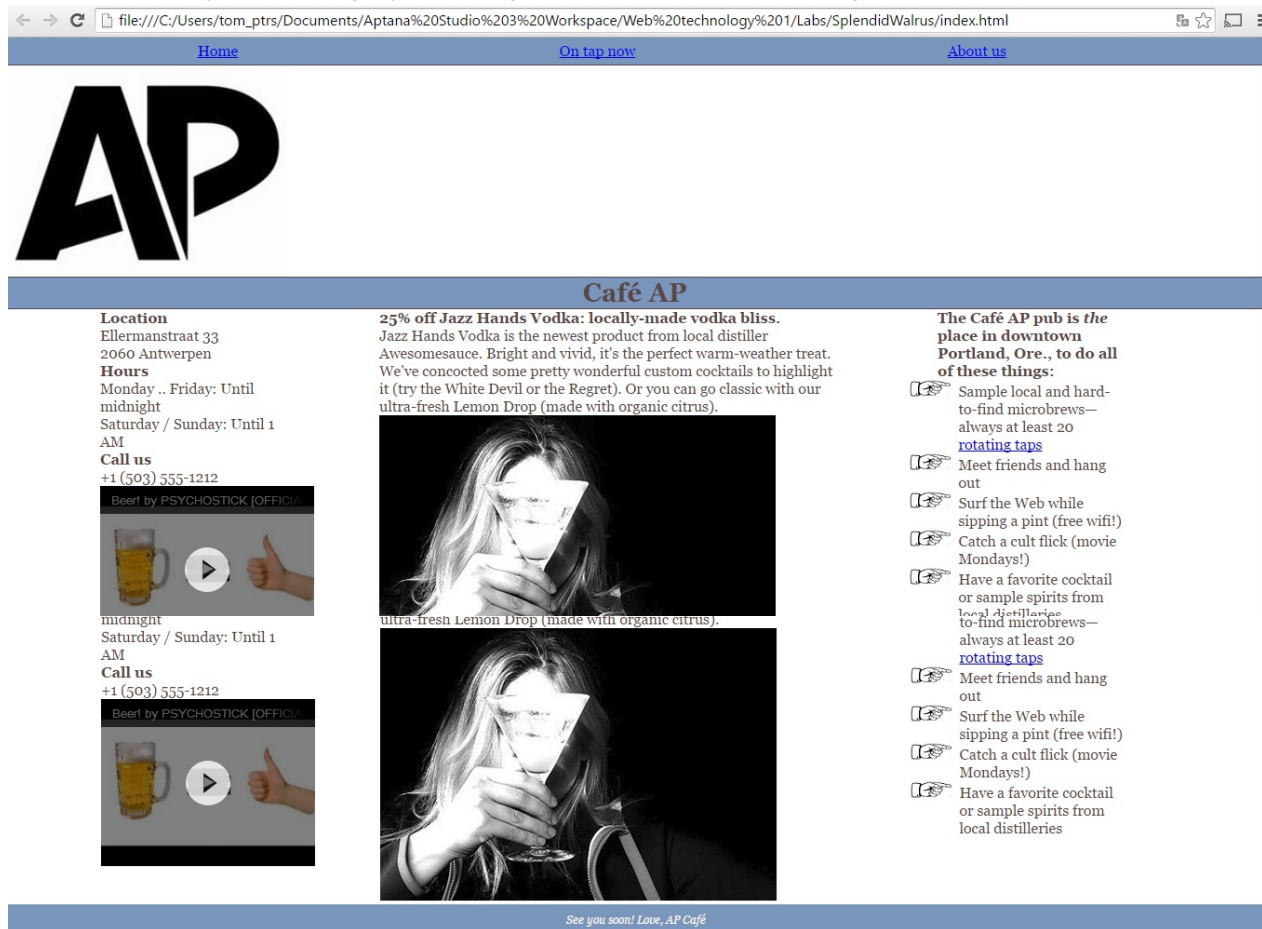 file:///C:/Users/tom_ptrs/Documents/Aptana%20Studio%203%20Workspace/Web%20technology%201/Labs/SplendidWalrus/index.html
Home
On tap now
About us
AP
Café AP
Location
Ellermanstraat 33
2060 Antwerpen
Hours
Monday .. Friday: Until
midnight
Saturday / Sunday: Until 1
AM
Call us
+1 (503) 555-1212
Beer! by PSYCHOSTICK [OFFICIA
midnight
Saturday / Sunday: Until 1
AM
Call us
+1 (503) 555-1212
Beer! by PSYCHOSTICK [OFFICIA
25% off Jazz Hands Vodka: locally-made vodka bliss.
Jazz Hands Vodka is the newest product from local distiller
Awesomesauce. Bright and vivid, it's the perfect warm-weather treat.
We've concocted some pretty wonderful custom cocktails to highlight
it (try the White Devil or the Regret). Or you can go classic with our
ultra-fresh Lemon Drop (made with organic citrus).
ultra-fresh Lemon Drop (made with organic citrus).
The Café AP pub is the
place in downtown
Portland, Ore., to do all
of these things:
Sample local and hard-
to-find microbrews—
always at least 20
rotating taps
Meet friends and hang
out
Surf the Web while
sipping a pint (free wifi!)
Catch a cult flick (movie
Mondays!)
Have a favorite cocktail
or sample spirits from
local distilleries
to-find microbrews—
always at least 20
rotating taps
Meet friends and hang
out
Surf the Web while
sipping a pint (free wifi!)
Catch a cult flick (movie
Mondays!)
Have a favorite cocktail
or sample spirits from
local distilleries
See you soon! Love, AP Café